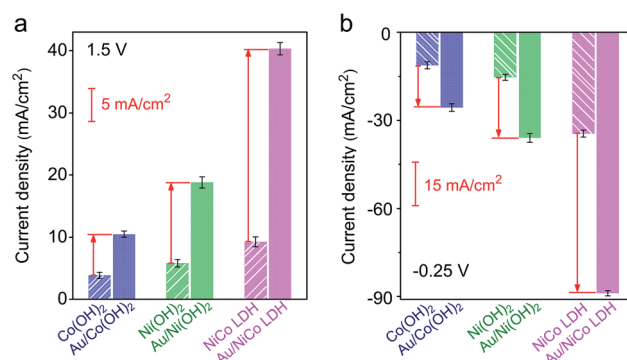 a
Current density (mA/cm²)
40
30
20
10
0
1.5 V
5 mA/cm²
Co(OH)₂
Au/Co(OH)₂
Ni(OH)₂
Au/Ni(OH)₂
NiCo LDH
Au/NiCo LDH
b
Current density (mA/cm²)
0
-30
-60
-90
15 mA/cm²
-0.25 V
Co(OH)₂
Au/Co(OH)₂
Ni(OH)₂
Au/Ni(OH)₂
NiCo LDH
Au/NiCo LDH